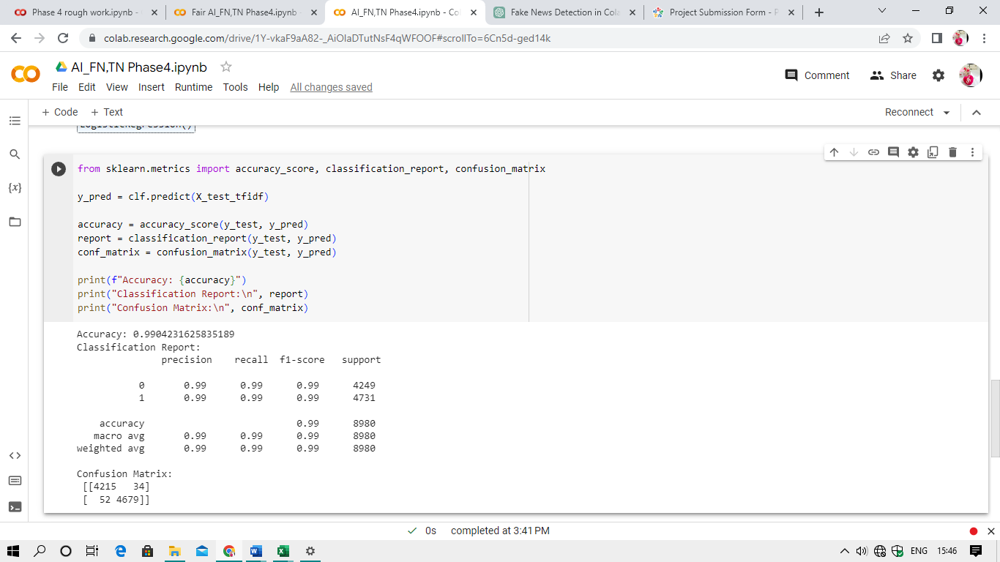 Phase 4 rough work.ipynb -
Fair AI_FN,TN Phase4.ipynb -
AI_FN,TN Phase4.ipynb - Co
Fake News Detection in Cola
Project Submission Form - P
colab.research.google.com/drive/1Y-vkaF9aA82-_AiOIaDTutNsF4qWFOOF#scrollTo=6Cn5d-ged14k
AI_FN,TN Phase4.ipynb
Comment
Share
File Edit View Insert Runtime Tools Help All changes saved
+ Code + Text
Reconnect
LogisticRegression()
from sklearn.metrics import accuracy_score, classification_report, confusion_matrix
y_pred = clf.predict(X_test_tfidf)
accuracy = accuracy_score(y_test, y_pred)
report = classification_report(y_test, y_pred)
conf_matrix = confusion_matrix(y_test, y_pred)
print(f"Accuracy: {accuracy}")
print("Classification Report:\n", report)
print("Confusion Matrix:\n", conf_matrix)
Accuracy: 0.9904231625835189
Classification Report:
precision recall f1-score support
0 0.99 0.99 0.99 4249
1 0.99 0.99 0.99 4731
accuracy 0.99 8980
macro avg 0.99 0.99 0.99 8980
weighted avg 0.99 0.99 0.99 8980
Confusion Matrix:
[[4215 34]
[ 52 4679]]
0s completed at 3:41 PM
ENG 15:46